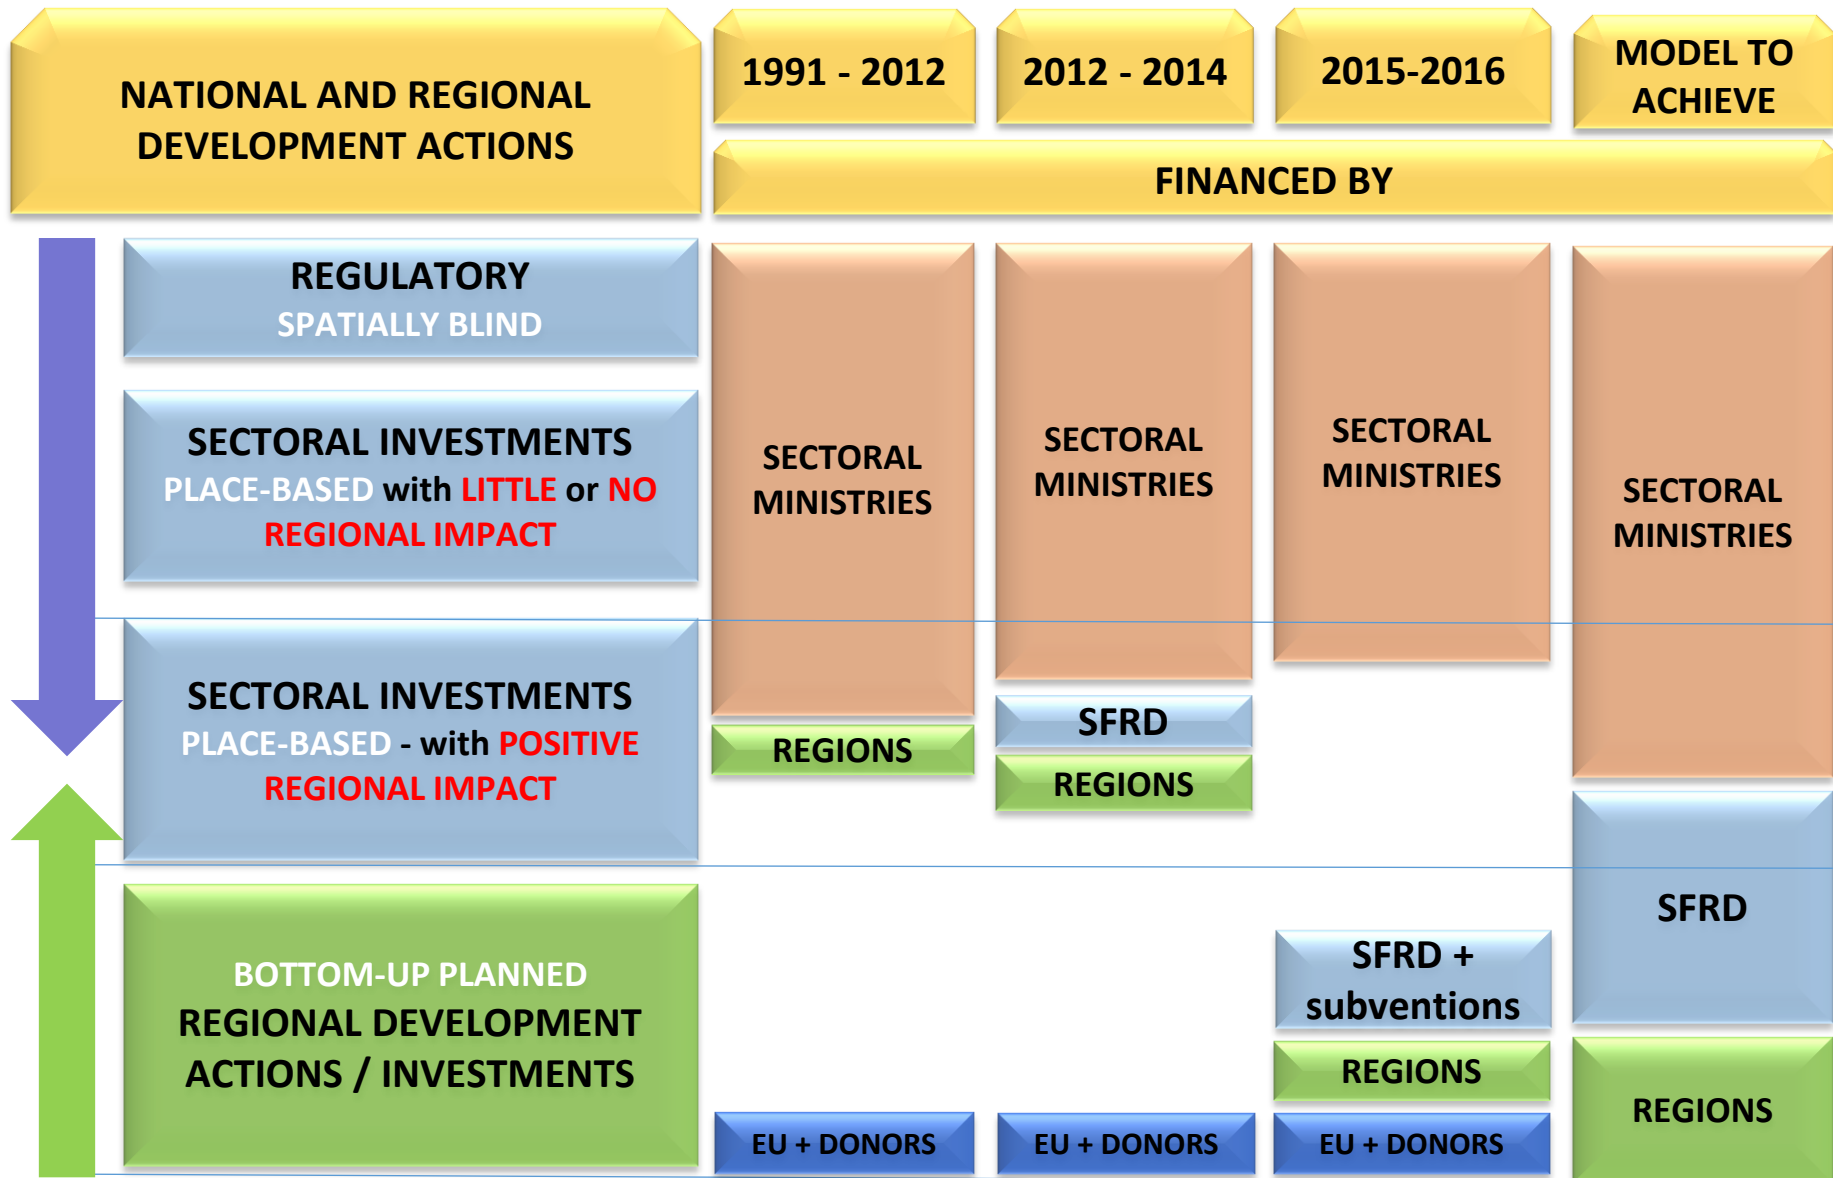 NATIONAL AND REGIONAL
DEVELOPMENT ACTIONS
1991 - 2012
2012 - 2014
2015-2016
MODEL TO
ACHIEVE
FINANCED BY
REGULATORY
SPATIALLY BLIND
SECTORAL INVESTMENTS
PLACE-BASED with LITTLE or NO
REGIONAL IMPACT
SECTORAL INVESTMENTS
PLACE-BASED - with POSITIVE
REGIONAL IMPACT
BOTTOM-UP PLANNED
REGIONAL DEVELOPMENT
ACTIONS / INVESTMENTS
SECTORAL
MINISTRIES
REGIONS
EU + DONORS
SECTORAL
MINISTRIES
SFRD
REGIONS
EU + DONORS
SECTORAL
MINISTRIES
SFRD +
subventions
REGIONS
EU + DONORS
SECTORAL
MINISTRIES
SFRD
REGIONS